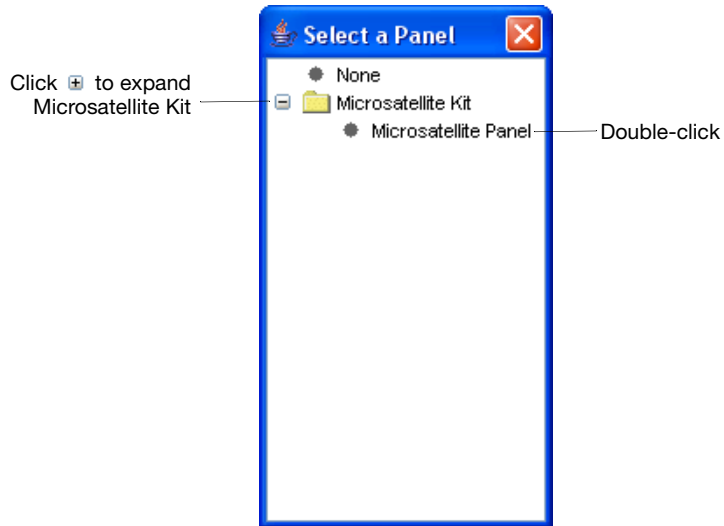 Select a Panel
None
Click + to expand
Microsatellite Kit
Microsatellite Kit
Microsatellite Panel
Double-click